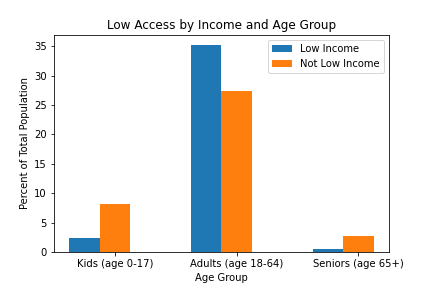 Low Access by Income and Age Group
Low Income
Not Low Income
Percent of Total Population
35
30
25
20
15
10
5
0
Kids (age 0-17) Adults (age 18-64) Seniors (age 65+)
Age Group